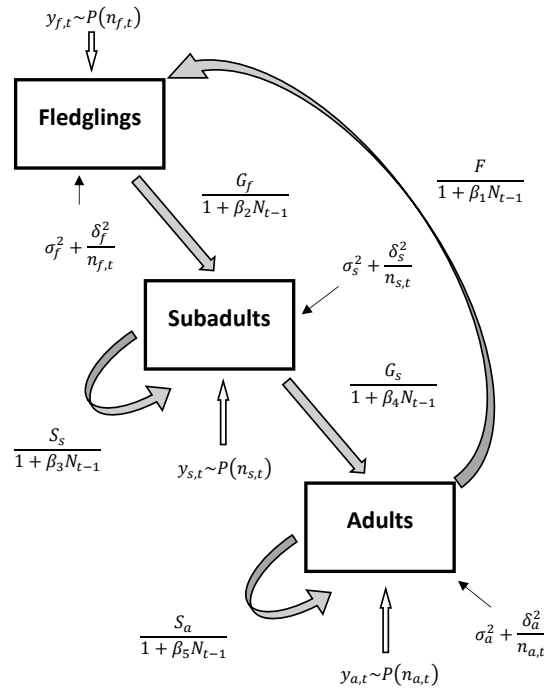 y_{f,t}~P(n_{f,t})
Fledglings
F / (1 + β_1 N_{t−1})
G_f / (1 + β_2 N_{t−1})
σ_f^2 + δ_f^2 / n_{f,t}
σ_s^2 + δ_s^2 / n_{s,t}
Subadults
G_s / (1 + β_4 N_{t−1})
S_s / (1 + β_3 N_{t−1})
y_{s,t}~P(n_{s,t})
Adults
S_a / (1 + β_5 N_{t−1})
σ_a^2 + δ_a^2 / n_{a,t}
y_{a,t}~P(n_{a,t})